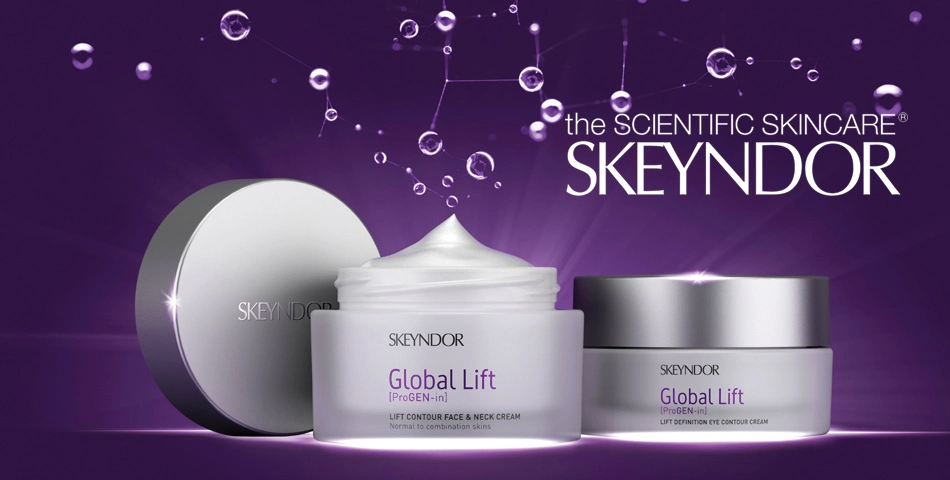 the SCIENTIFIC SKINCARE®
SKEYNDOR
SKEYNDOR
SKEYNDOR
Global Lift
[ProGEN-in]
LIFT CONTOUR FACE & NECK CREAM
Normal to combination skins
SKEYNDOR
Global Lift
[ProGEN-in]
LIFT DEFINITION EYE CONTOUR CREAM